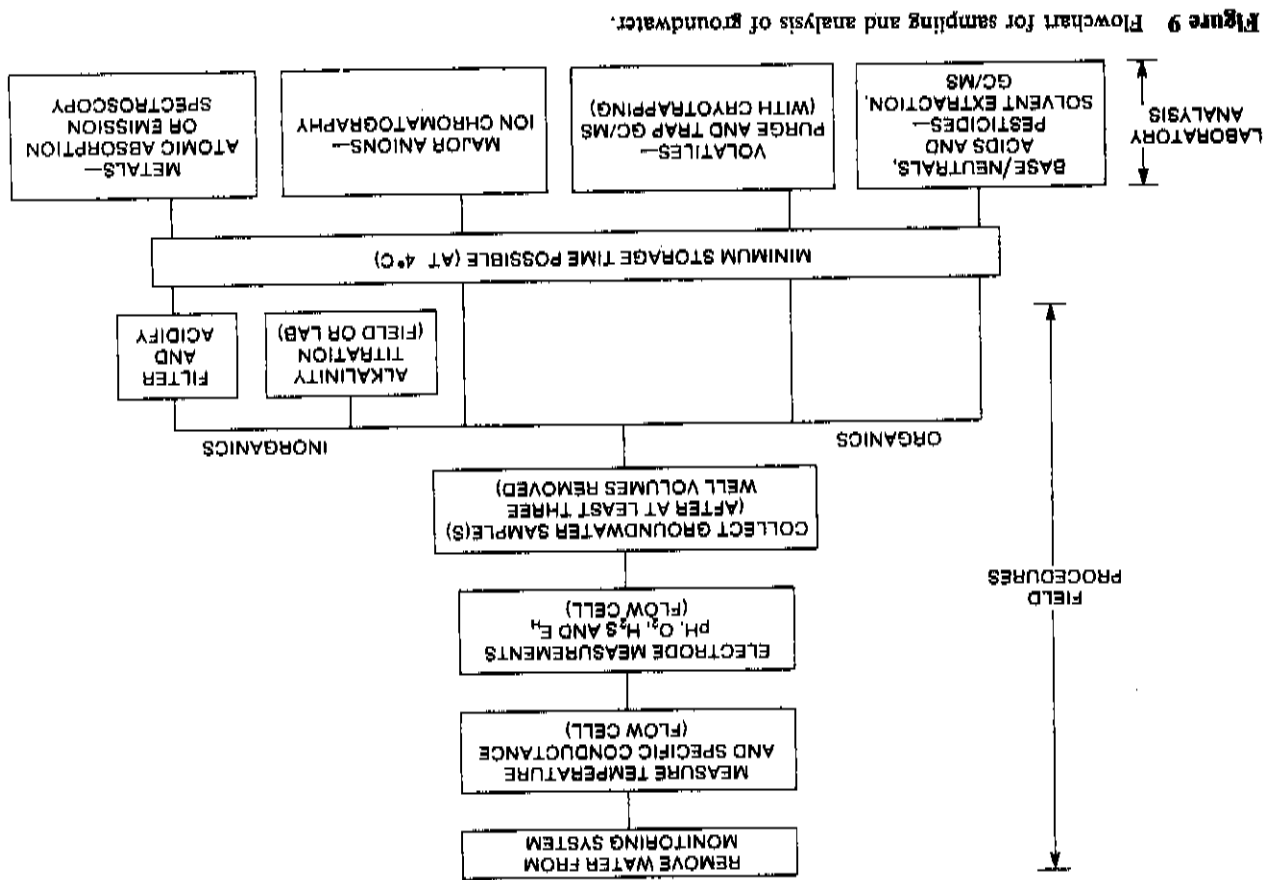 REMOVE WATER FROM
MONITORING SYSTEM
MEASURE TEMPERATURE
AND SPECIFIC CONDUCTANCE
(FLOW CELL)
ELECTRODE MEASUREMENTS
pH, O₂, H₂S AND E_H
(FLOW CELL)
COLLECT GROUNDWATER SAMPLE(S)
(AFTER AT LEAST THREE
WELL VOLUMES REMOVED)
FIELD
PROCEDURES
ORGANICS
INORGANICS
ALKALINITY
TITRATION
(FIELD OR LAB)
FILTER
AND
ACIDIFY
MINIMUM STORAGE TIME POSSIBLE (AT 4°C)
LABORATORY
ANALYSIS
BASE/NEUTRALS,
ACIDS AND
PESTICIDES—
SOLVENT EXTRACTION,
GC/MS
VOLATILES—
PURGE AND TRAP GC/MS
(WITH CRYOTRAPPING)
MAJOR ANIONS—
ION CHROMATOGRAPHY
METALS—
ATOMIC ABSORPTION
OR EMISSION
SPECTROSCOPY
Figure 9 Flowchart for sampling and analysis of groundwater.